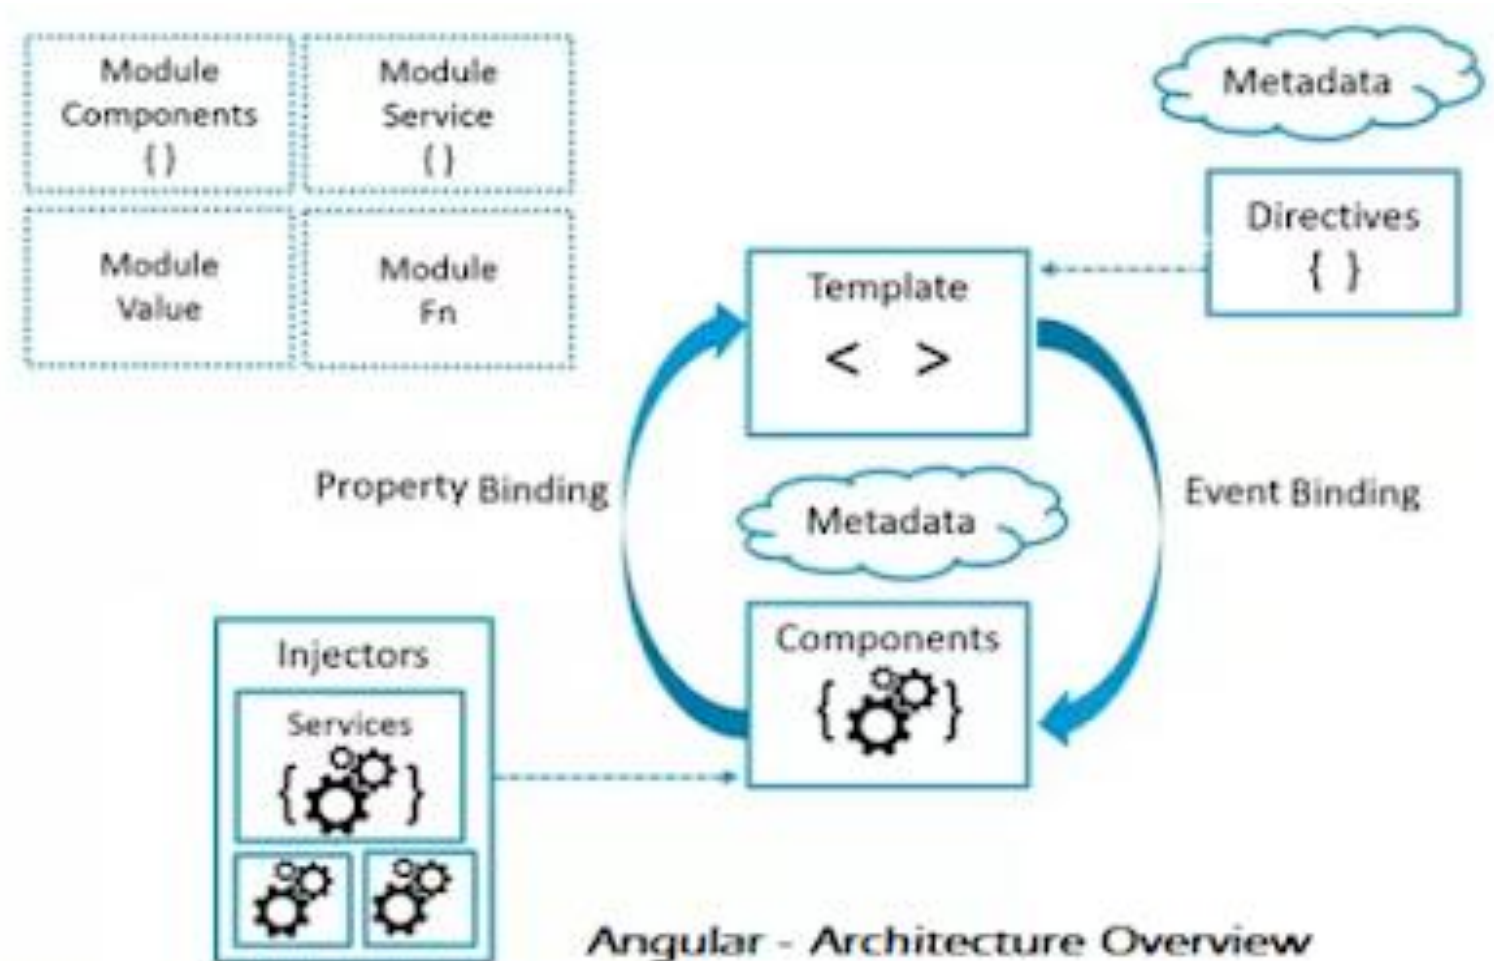 Module
Components
{ }
Module
Service
{ }
Module
Value
Module
Fn
Metadata
Directives
{ }
Template
< >
Property Binding
Metadata
Event Binding
Components
{ }
Injectors
Services
{ }
Angular - Architecture Overview